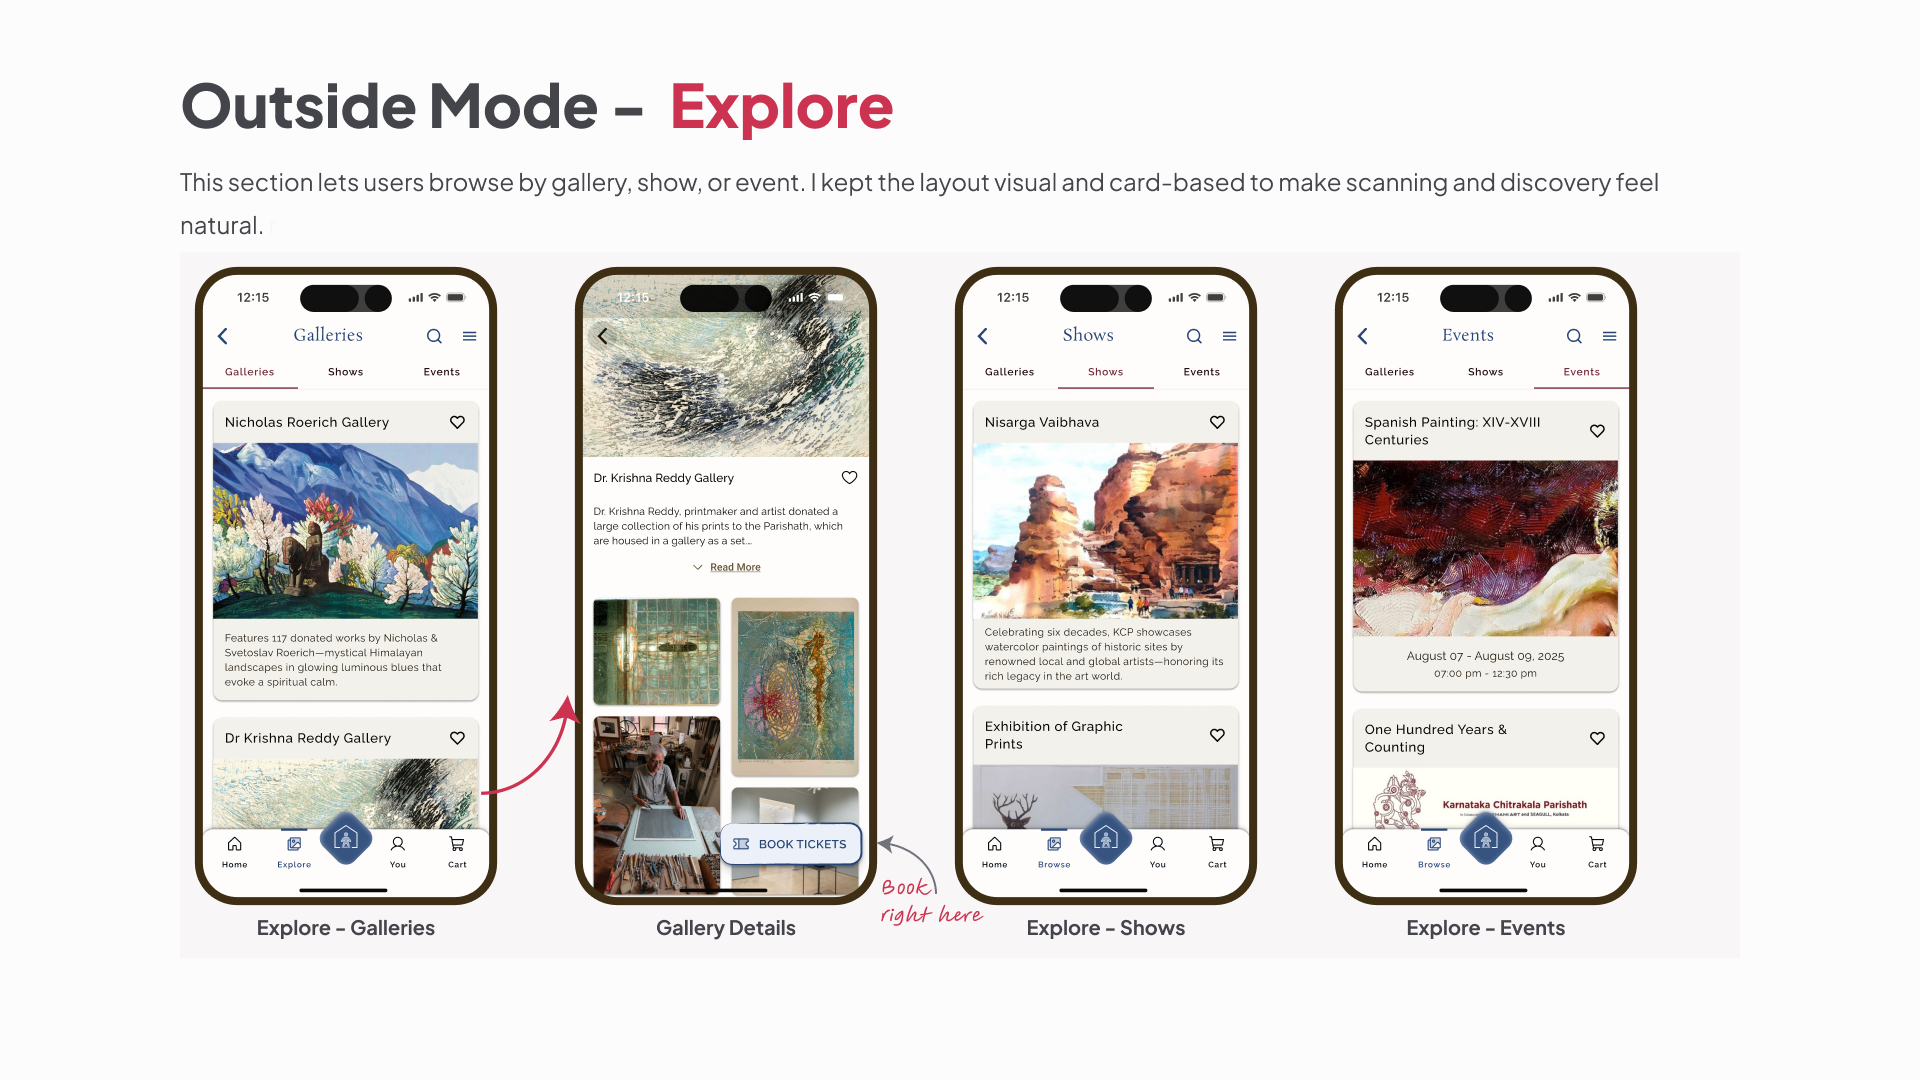 Outside Mode – Explore
This section lets users browse by gallery, show, or event. I kept the layout visual and card-based to make scanning and discovery feel
natural.
12:15
Galleries
Galleries Shows Events
Nicholas Roerich Gallery
Features 117 donated works by Nicholas &
Svetoslav Roerich—mystical Himalayan
landscapes in glowing luminous blues that
evoke a spiritual calm.
Dr Krishna Reddy Gallery
Home Explore You Cart
Explore – Galleries
12:15
Dr. Krishna Reddy Gallery
Dr. Krishna Reddy, printmaker and artist donated a
large collection of his prints to the Parishath, which
are housed in a gallery as a set...
Read More
BOOK TICKETS
Gallery Details
Book
right here
12:15
Shows
Galleries Shows Events
Nisarga Vaibhava
Celebrating six decades, KCP showcases
watercolor paintings of historic sites by
renowned local and global artists—honoring its
rich legacy in the art world.
Exhibition of Graphic
Prints
Home Browse You Cart
Explore – Shows
12:15
Events
Galleries Shows Events
Spanish Painting: XIV-XVIII
Centuries
August 07 - August 09, 2025
07:00 pm - 12:30 pm
One Hundred Years &
Counting
Karnataka Chitrakala Parishath
and SEAGULL, Kolkata
Home Browse You Cart
Explore – Events